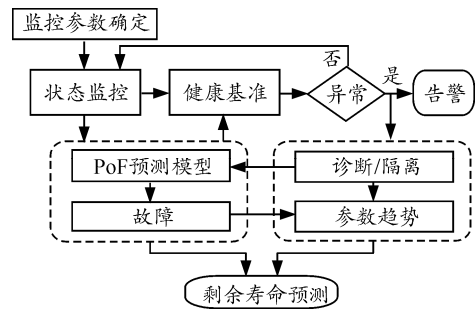 监控参数确定
否
状态监控
健康基准
异常
是
告警
PoF预测模型
诊断/隔离
故障
参数趋势
剩余寿命预测